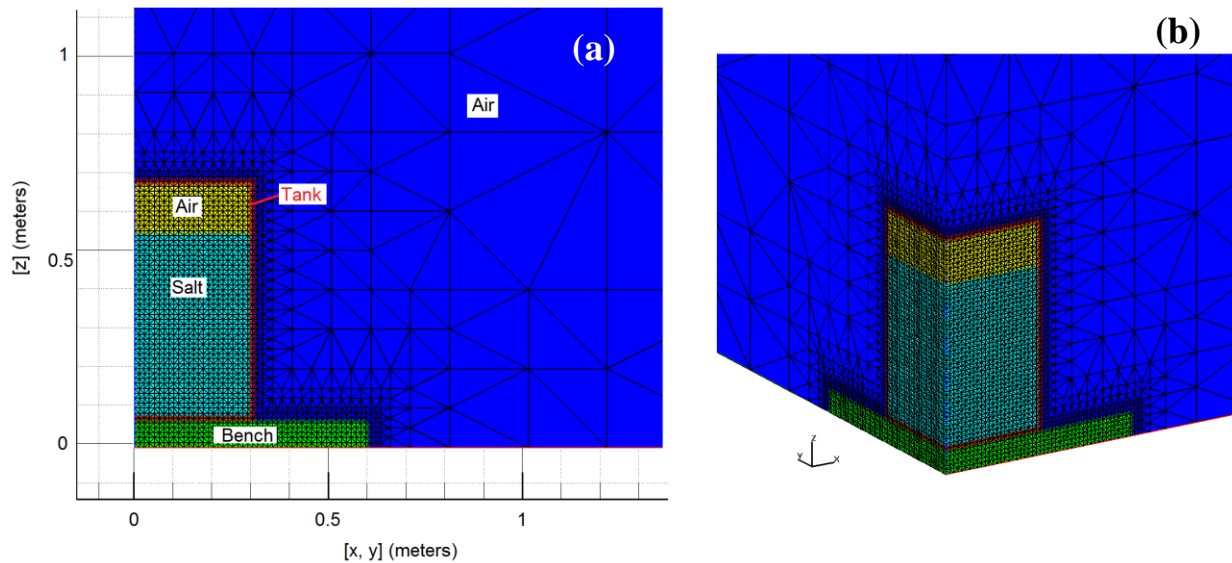 (a)
(b)
1
Air
Air
Tank
[z] (meters)
0.5
Salt
Bench
0
0
0.5
1
[x, y] (meters)
z
y
x